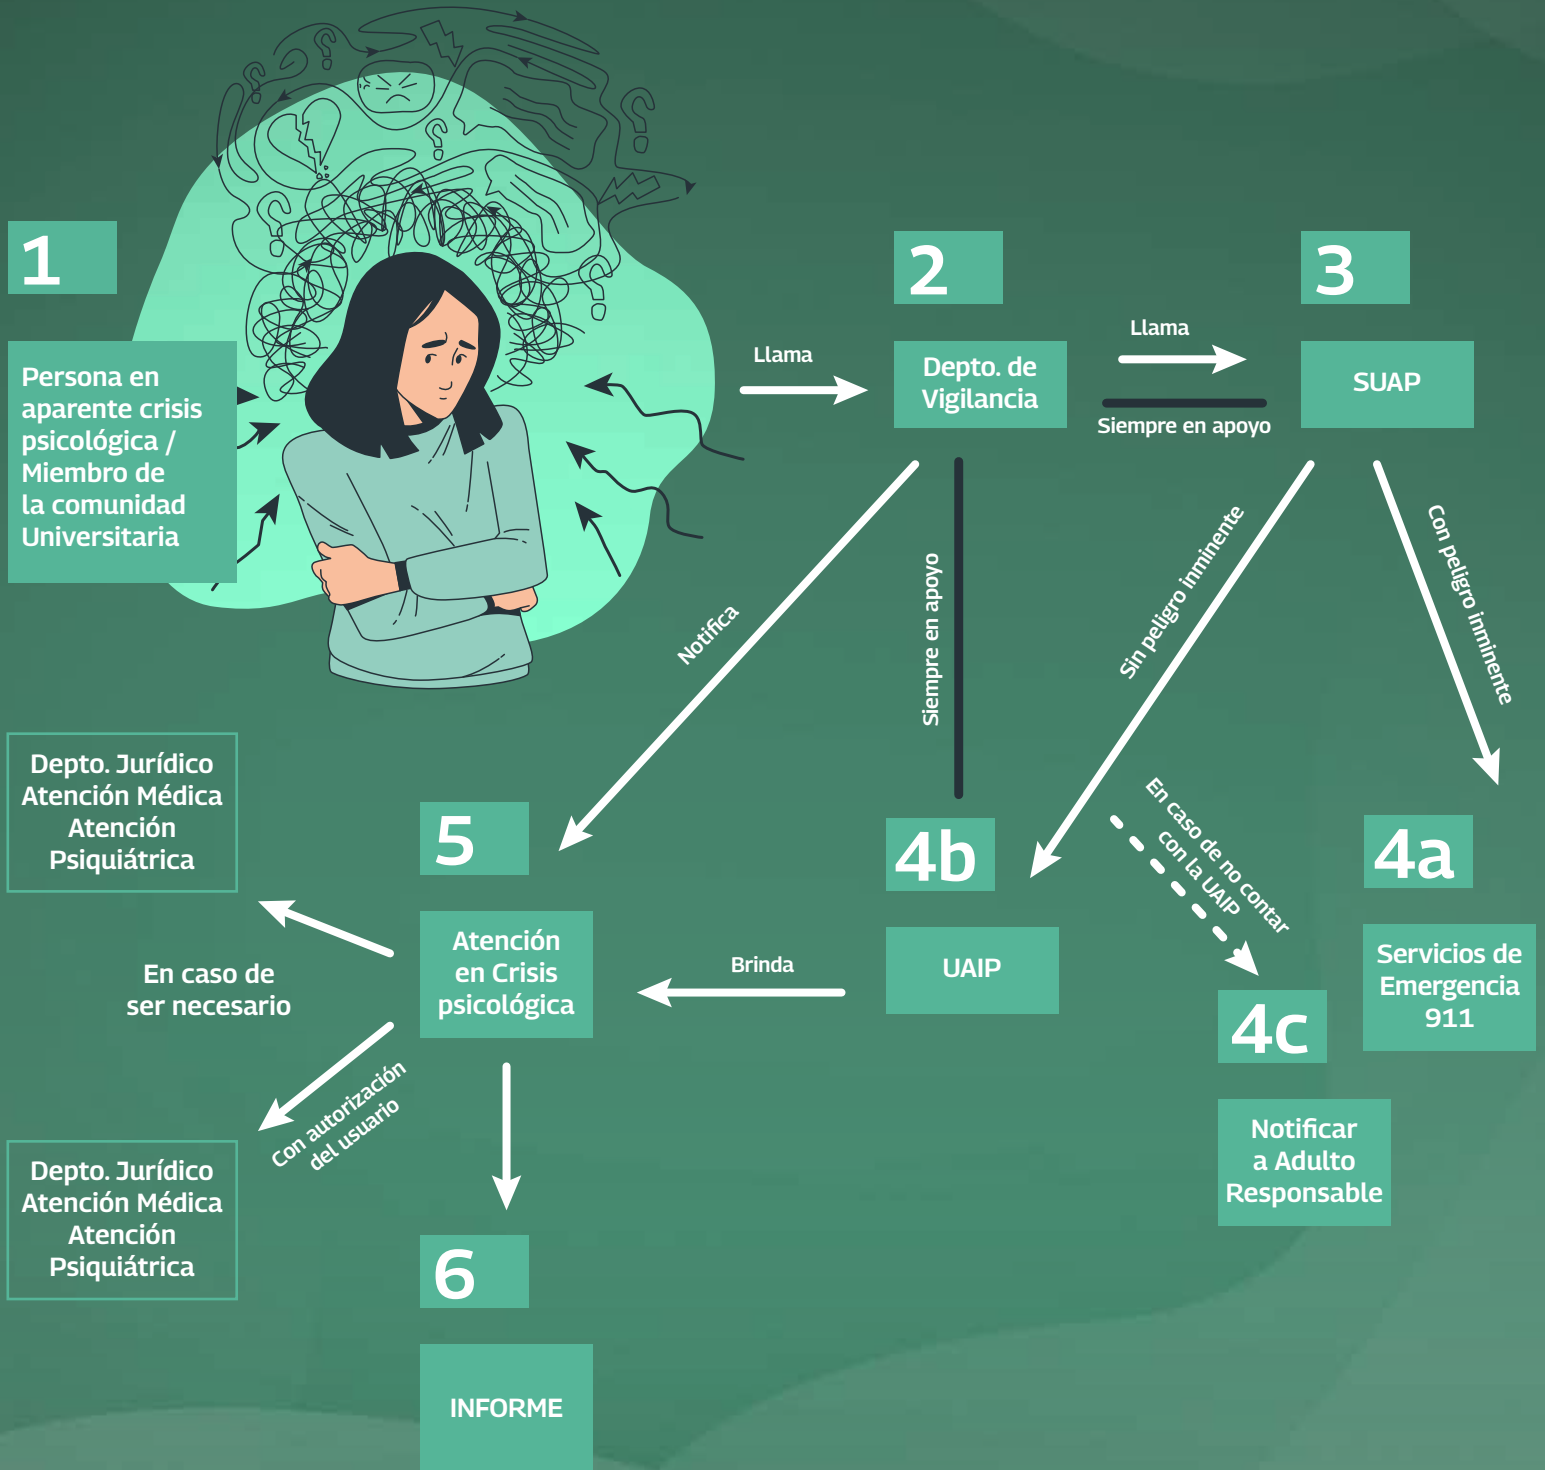 1
Persona en
aparente crisis
psicológica /
Miembro de
la comunidad
Universitaria
Llama
2
Depto. de
Vigilancia
Llama
Siempre en apoyo
3
SUAP
Notifica
Siempre en apoyo
Sin peligro inminente
Con peligro inminente
4a
Servicios de
Emergencia
911
4b
UAIP
En caso de no contar
con la UAIP
4c
Notificar
a Adulto
Responsable
Brinda
5
Atención
en Crisis
psicológica
Depto. Jurídico
Atención Médica
Atención
Psiquiátrica
En caso de
ser necesario
Con autorización
del usuario
Depto. Jurídico
Atención Médica
Atención
Psiquiátrica
6
INFORME